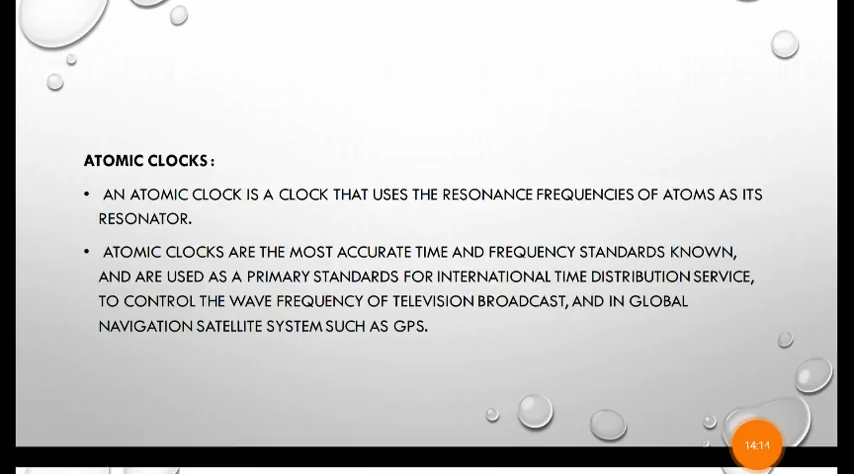 ATOMIC CLOCKS :
• AN ATOMIC CLOCK IS A CLOCK THAT USES THE RESONANCE FREQUENCIES OF ATOMS AS ITS
RESONATOR.
• ATOMIC CLOCKS ARE THE MOST ACCURATE TIME AND FREQUENCY STANDARDS KNOWN,
AND ARE USED AS A PRIMARY STANDARDS FOR INTERNATIONAL TIME DISTRIBUTION SERVICE,
TO CONTROL THE WAVE FREQUENCY OF TELEVISION BROADCAST, AND IN GLOBAL
NAVIGATION SATELLITE SYSTEM SUCH AS GPS.
14:14